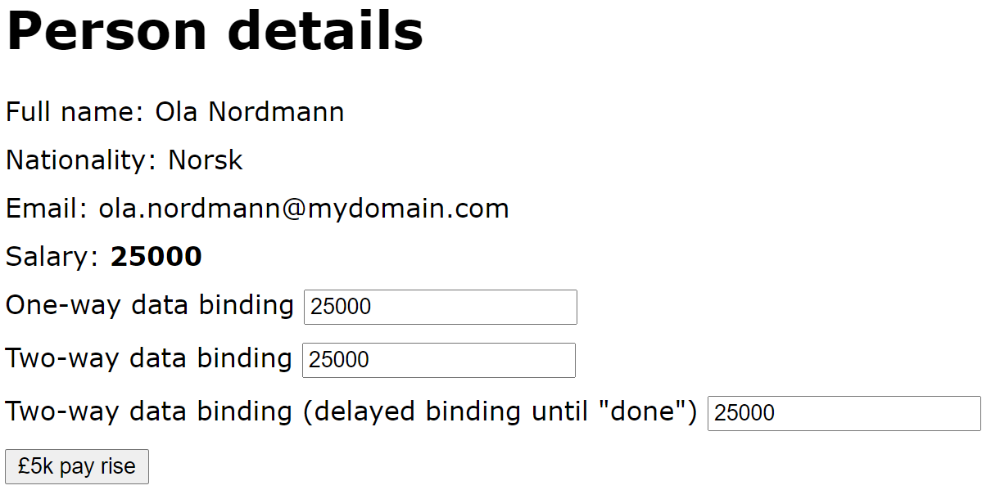 Person details
Full name: Ola Nordmann
Nationality: Norsk
Email: ola.nordmann@mydomain.com
Salary: 25000
One-way data binding 25000
Two-way data binding 25000
Two-way data binding (delayed binding until "done") 25000
£5k pay rise